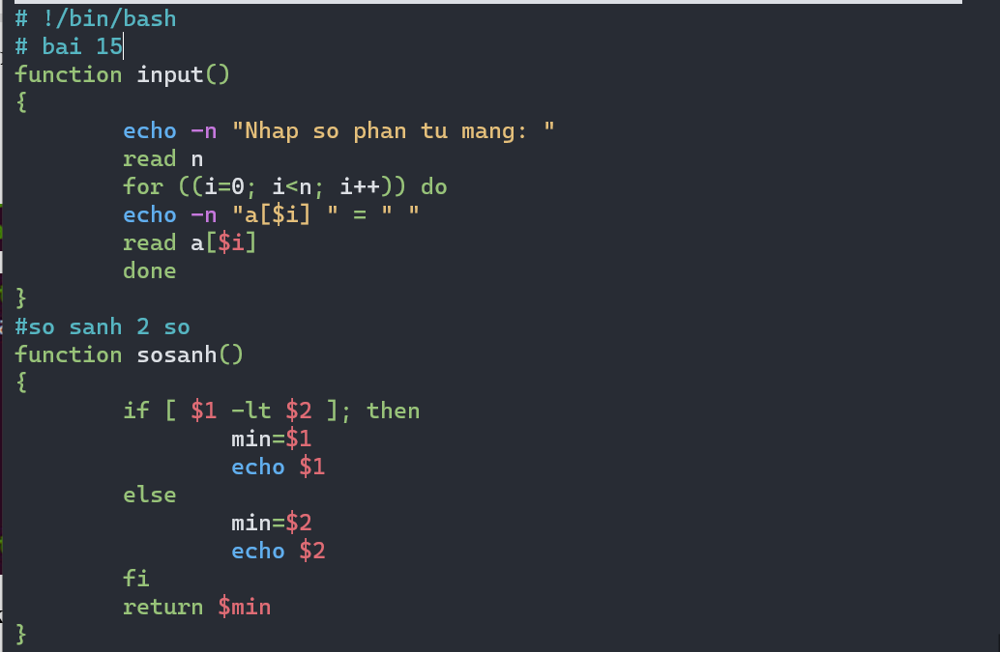 # !/bin/bash
# bai 15
function input()
{
        echo -n "Nhap so phan tu mang: "
        read n
        for ((i=0; i<n; i++)) do
        echo -n "a[$i] " = " "
        read a[$i]
        done
}
#so sanh 2 so
function sosanh()
{
        if [ $1 -lt $2 ]; then
                min=$1
                echo $1
        else
                min=$2
                echo $2
        fi
        return $min
}